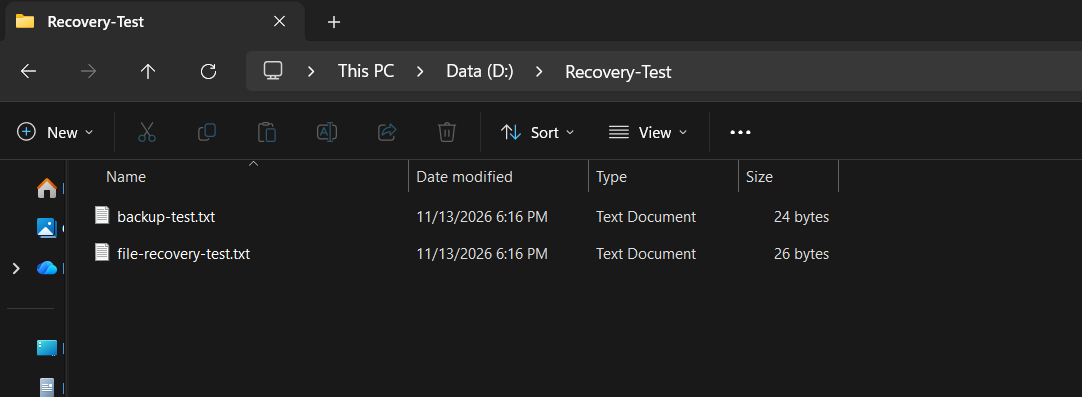 Recovery-Test
This PC > Data (D:) > Recovery-Test
New Sort View
Name Date modified Type Size
backup-test.txt 11/13/2026 6:16 PM Text Document 24 bytes
file-recovery-test.txt 11/13/2026 6:16 PM Text Document 26 bytes